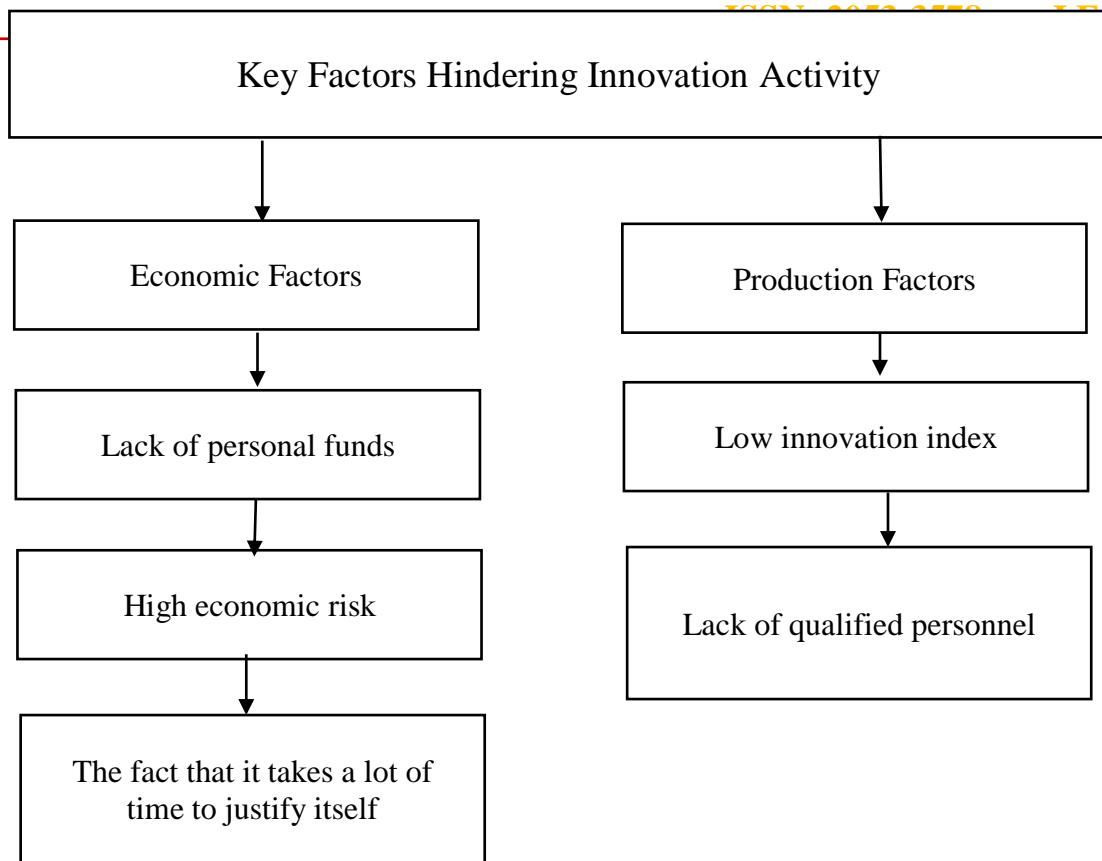 Key Factors Hindering Innovation Activity
Economic Factors
Lack of personal funds
High economic risk
The fact that it takes a lot of
time to justify itself
Production Factors
Low innovation index
Lack of qualified personnel